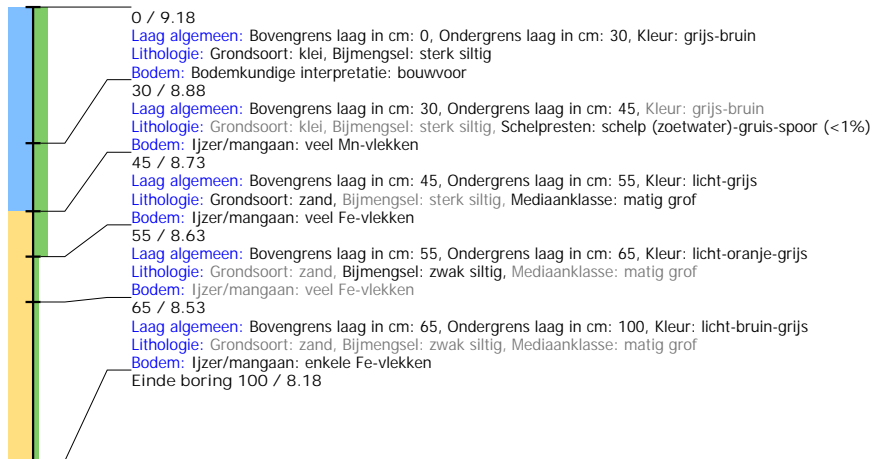 0 / 9.18
Laag algemeen: Bovengrens laag in cm: 0, Ondergrens laag in cm: 30, Kleur: grijs-bruin
Lithologie: Grondsoort: klei, Bijmengsel: sterk siltig
Bodem: Bodemkundige interpretatie: bouwvoor
30 / 8.88
Laag algemeen: Bovengrens laag in cm: 30, Ondergrens laag in cm: 45, Kleur: grijs-bruin
Lithologie: Grondsoort: klei, Bijmengsel: sterk siltig, Schelpresten: schelp (zoetwater)-gruis-spoor (<1%)
Bodem: Ijzer/mangaan: veel Mn-vlekken
45 / 8.73
Laag algemeen: Bovengrens laag in cm: 45, Ondergrens laag in cm: 55, Kleur: licht-grijs
Lithologie: Grondsoort: zand, Bijmengsel: sterk siltig, Mediaanklasse: matig grof
Bodem: Ijzer/mangaan: veel Fe-vlekken
55 / 8.63
Laag algemeen: Bovengrens laag in cm: 55, Ondergrens laag in cm: 65, Kleur: licht-oranje-grijs
Lithologie: Grondsoort: zand, Bijmengsel: zwak siltig, Mediaanklasse: matig grof
Bodem: Ijzer/mangaan: veel Fe-vlekken
65 / 8.53
Laag algemeen: Bovengrens laag in cm: 65, Ondergrens laag in cm: 100, Kleur: licht-bruin-grijs
Lithologie: Grondsoort: zand, Bijmengsel: zwak siltig, Mediaanklasse: matig grof
Bodem: Ijzer/mangaan: enkele Fe-vlekken
Einde boring 100 / 8.18